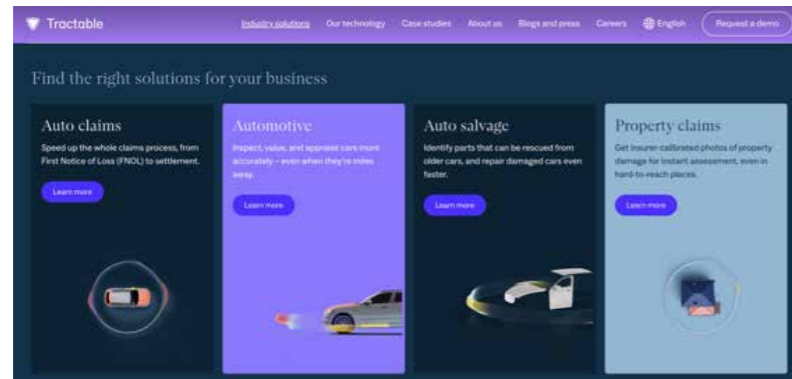 Tractable
Industry solutions
Our technology
Case studies
About us
Blogs and press
Careers
English
Request a demo
Find the right solutions for your business
Auto claims
Speed up the whole claims process, from
First Notice of Loss (FNOL) to settlement.
Learn more
Automotive
Inspect, value, and appraise cars more
accurately – even when they're miles
away.
Learn more
Auto salvage
Identify parts that can be rescued from
older cars, and repair damaged cars even
faster.
Learn more
Property claims
Get insurer-calibrated photos of property
damage for instant assessment, even in
hard-to-reach places.
Learn more